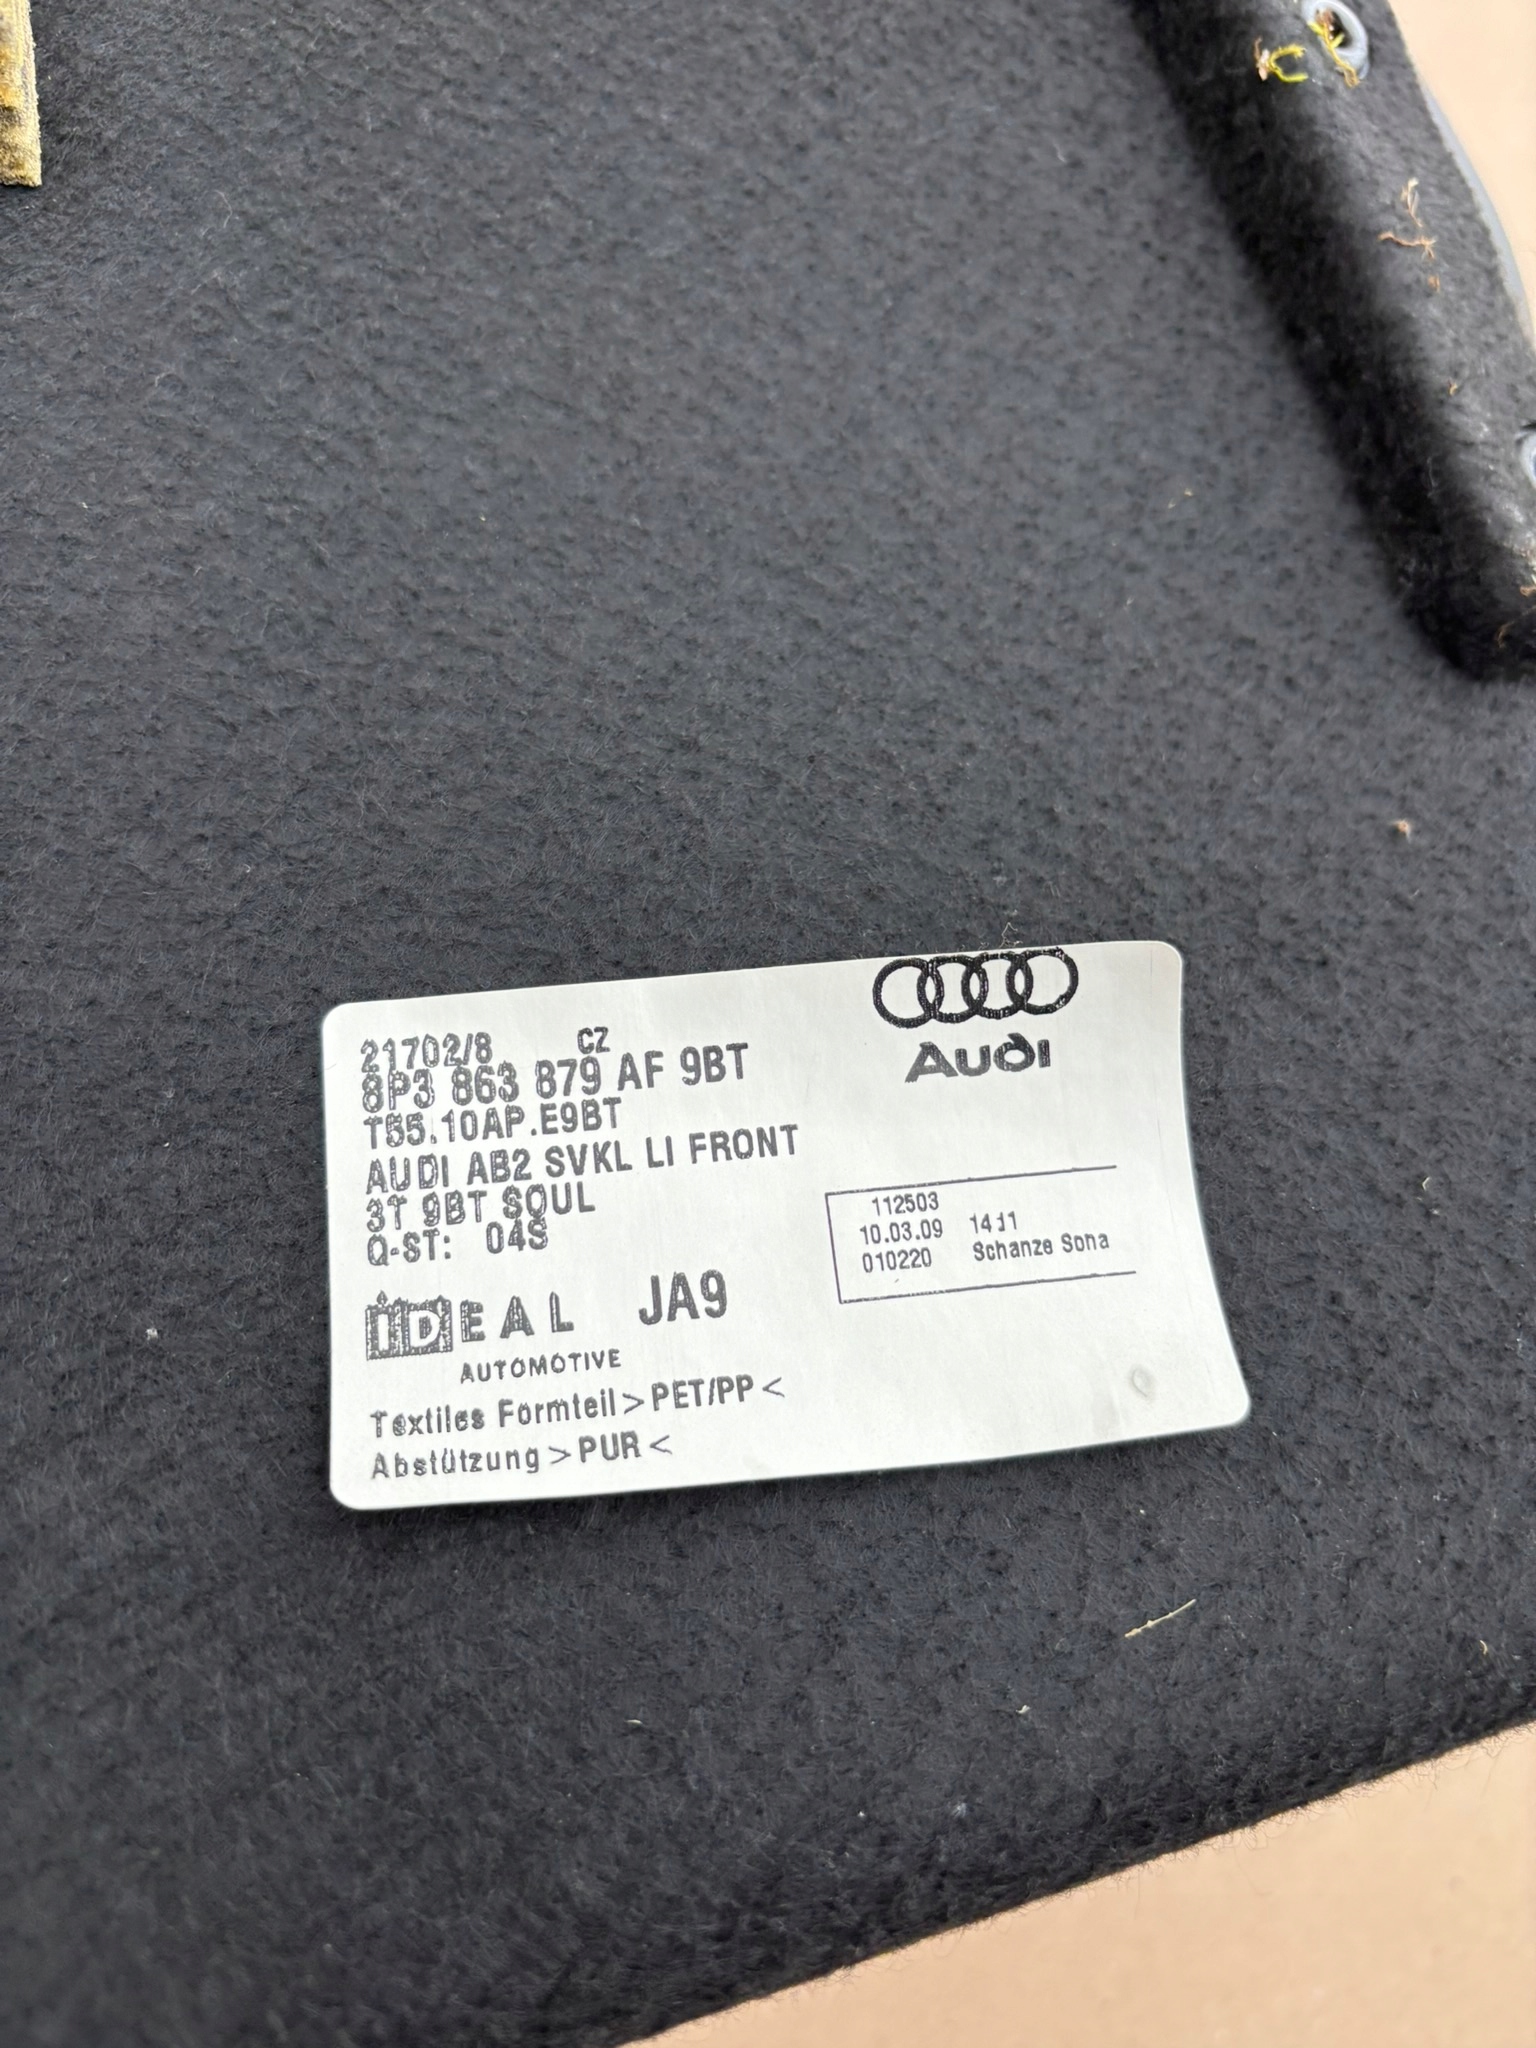 21702/8 CZ
8P3 863 879 AF 9BT
T55.10AP.E9BT
AUDI AB2 SVKL LI FRONT
3T 9BT SOUL
Q-ST: 04S
Audi
112503
10.03.09 14:11
010220 Schanze Sona
IDEAL JA9
AUTOMOTIVE
Textiles Formteil >PET/PP<
Abstützung >PUR<